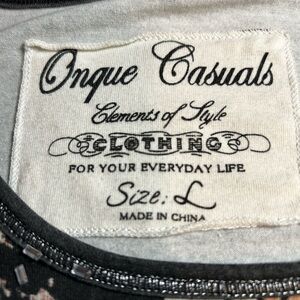 Onque Casuals
Elements of Style
CLOTHING
FOR YOUR EVERYDAY LIFE
Size: L
MADE IN CHINA